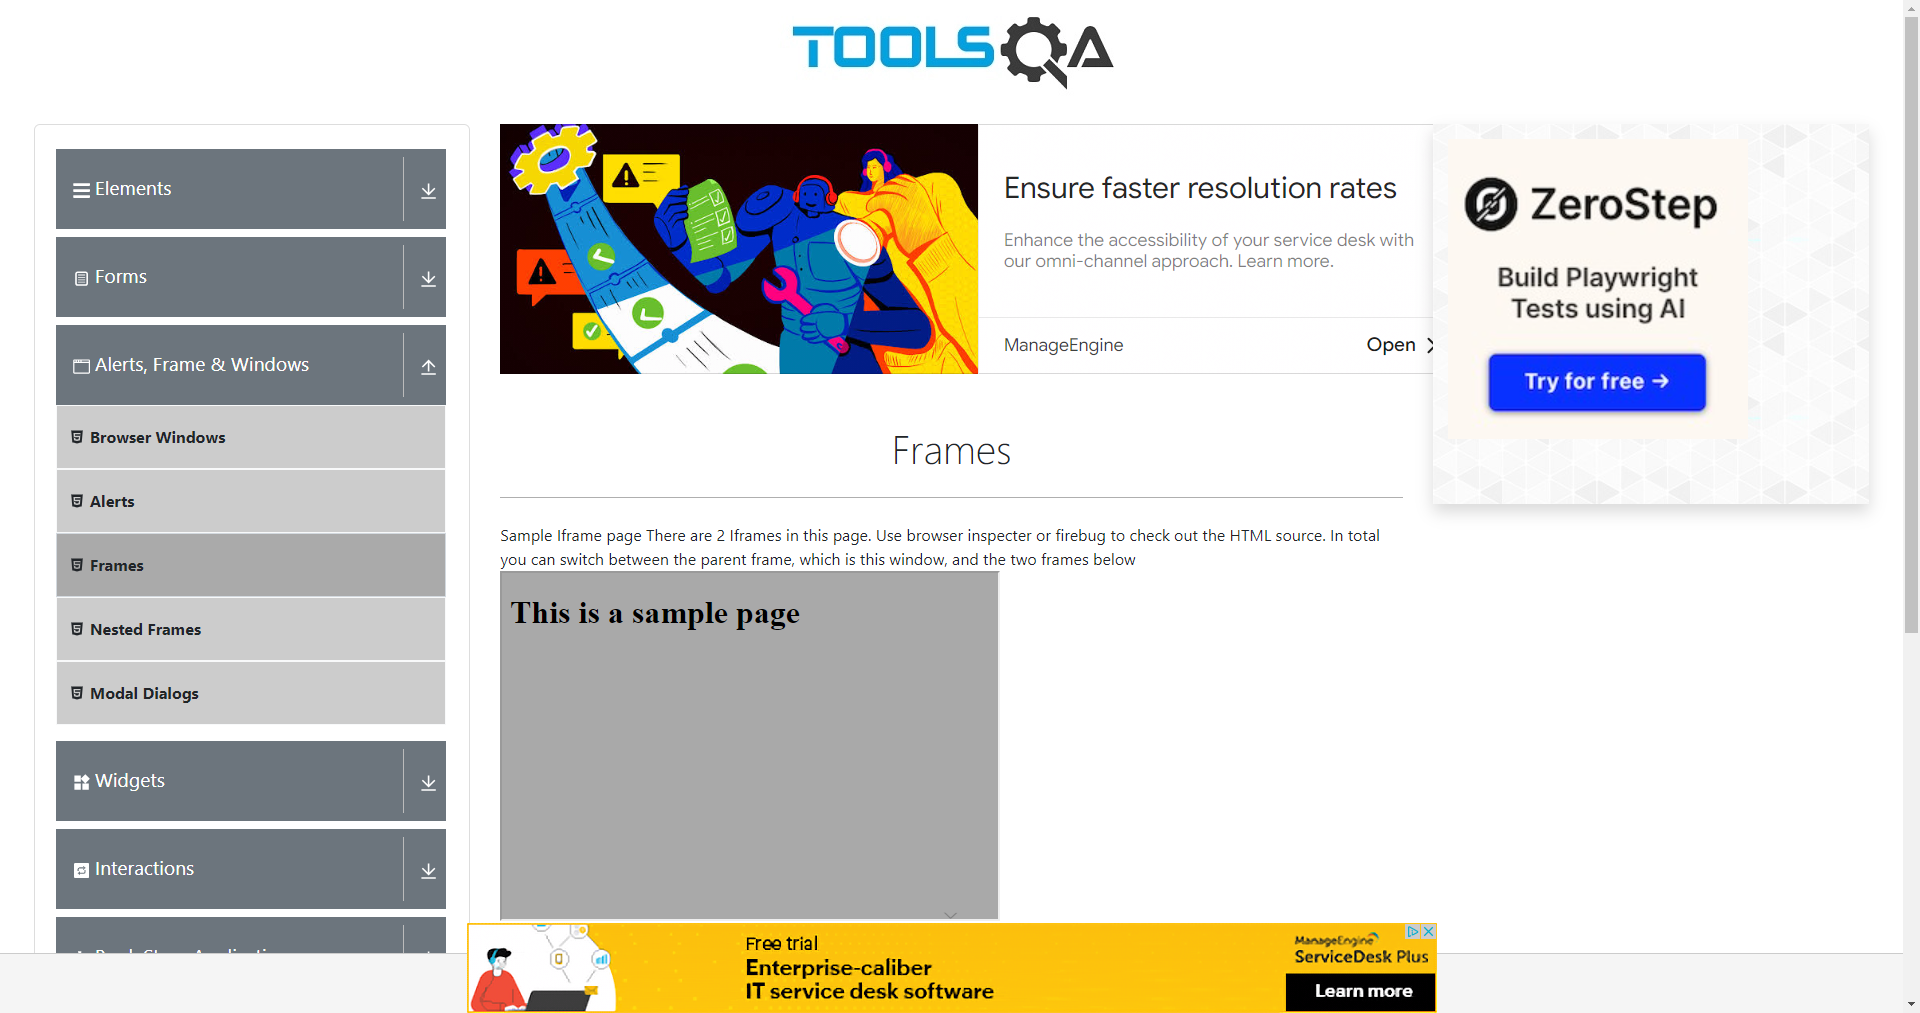 TOOLSQA
Elements
Forms
Alerts, Frame & Windows
Browser Windows
Alerts
Frames
Nested Frames
Modal Dialogs
Widgets
Interactions
Ensure faster resolution rates
Enhance the accessibility of your service desk with
our omni-channel approach. Learn more.
ManageEngine
Open
ZeroStep
Build Playwright
Tests using AI
Try for free →
Frames
Sample Iframe page There are 2 Iframes in this page. Use browser inspecter or firebug to check out the HTML source. In total
you can switch between the parent frame, which is this window, and the two frames below
This is a sample page
Free trial
Enterprise-caliber
IT service desk software
ManageEngine
ServiceDesk Plus
Learn more